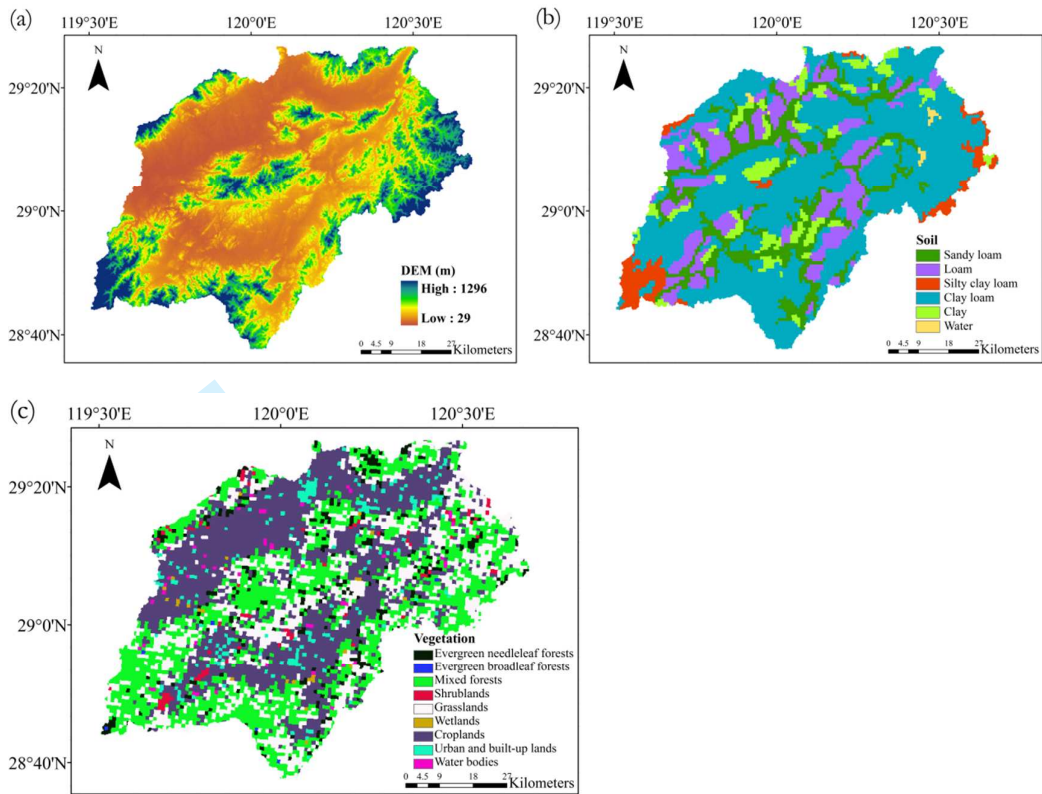 (a)
119°30'E 120°0'E 120°30'E
N
29°20'N
29°0'N
28°40'N
DEM (m)
High : 1296
Low : 29
0 4.5 9 18 27
Kilometers
(b)
119°30'E 120°0'E 120°30'E
N
29°20'N
29°0'N
28°40'N
Soil
Sandy loam
Loam
Silty clay loam
Clay loam
Clay
Water
0 4.5 9 18 27
Kilometers
(c)
119°30'E 120°0'E 120°30'E
N
29°20'N
29°0'N
28°40'N
Vegetation
Evergreen needleleaf forests
Evergreen broadleaf forests
Mixed forests
Shrublands
Grasslands
Wetlands
Croplands
Urban and built-up lands
Water bodies
0 4.5 9 18 27
Kilometers